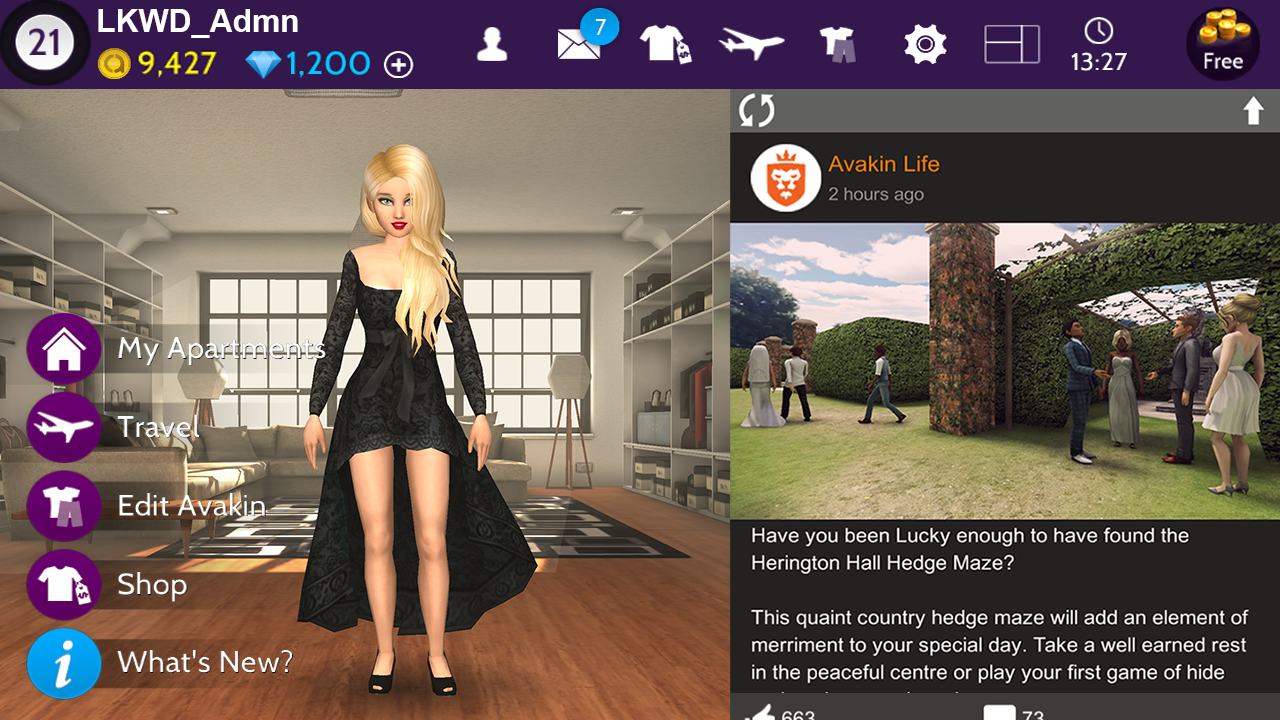 21
LKWD_Admn
9,427
1,200
7
13:27
Free
My Apartments
Travel
Edit Avakin
Shop
What's New?
Avakin Life
2 hours ago
Have you been Lucky enough to have found the
Herington Hall Hedge Maze?
This quaint country hedge maze will add an element of
merriment to your special day. Take a well earned rest
in the peaceful centre or play your first game of hide
663
73